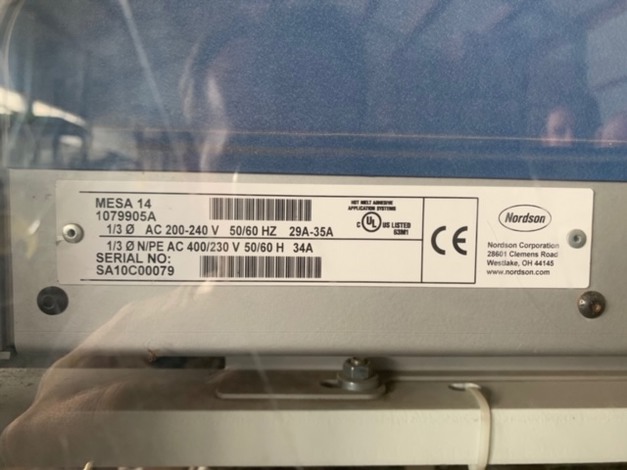 MESA 14
1079905A
1/3 Ø AC 200-240 V 50/60 HZ 29A-35A
1/3 Ø N/PE AC 400/230 V 50/60 H 34A
SERIAL NO:
SA10C00079
HOT MELT ADHESIVE
APPLICATION SYSTEMS
C UL US LISTED
63M1
CE
Nordson
Nordson Corporation
28601 Clemens Road
Westlake, OH 44145
www.nordson.com